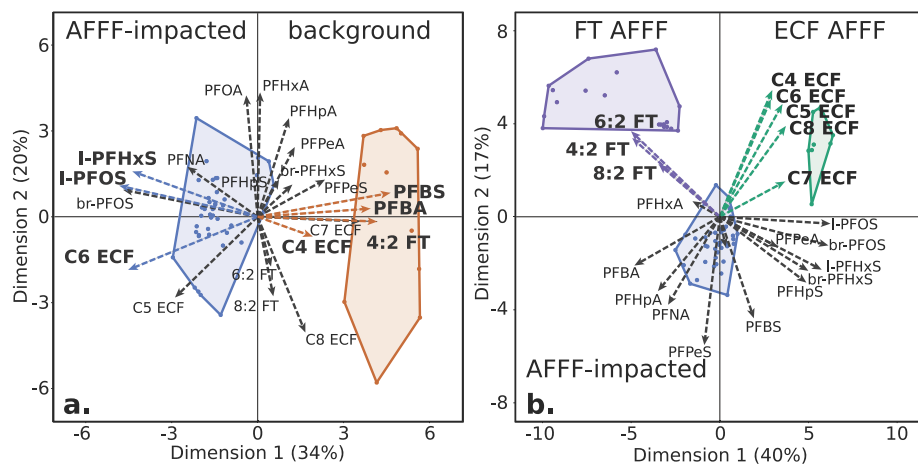 AFFF-impacted background
PFOA PFHxA
PFHpA
PFPeA
l-PFHxS PFNA br-PFHxS
l-PFOS PFHpS PFPeS
br-PFOS PFBS
PFBA
C7 ECF
C4 ECF 4:2 FT
C6 ECF
6:2 FT
C5 ECF 8:2 FT
C8 ECF
a.
6
3
0
-3
-6
-6 -3 0 3 6
Dimension 1 (34%)
Dimension 2 (20%)
FT AFFF ECF AFFF
C4 ECF
C6 ECF
C5 ECF
6:2 FT C8 ECF
4:2 FT
8:2 FT C7 ECF
PFHxA
l-PFOS
PFPeA br-PFOS
PFBA l-PFHxS
br-PFHxS
PFHpA PFHpS
PFNA PFBS
PFPeS
AFFF-impacted
b.
8
4
0
-4
-8
-10 -5 0 5 10
Dimension 1 (40%)
Dimension 2 (17%)